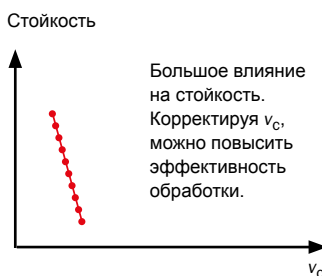 Стойкость
Большое влияние
на стойкость.
Корректируя vc,
можно повысить
эффективность
обработки.
vc